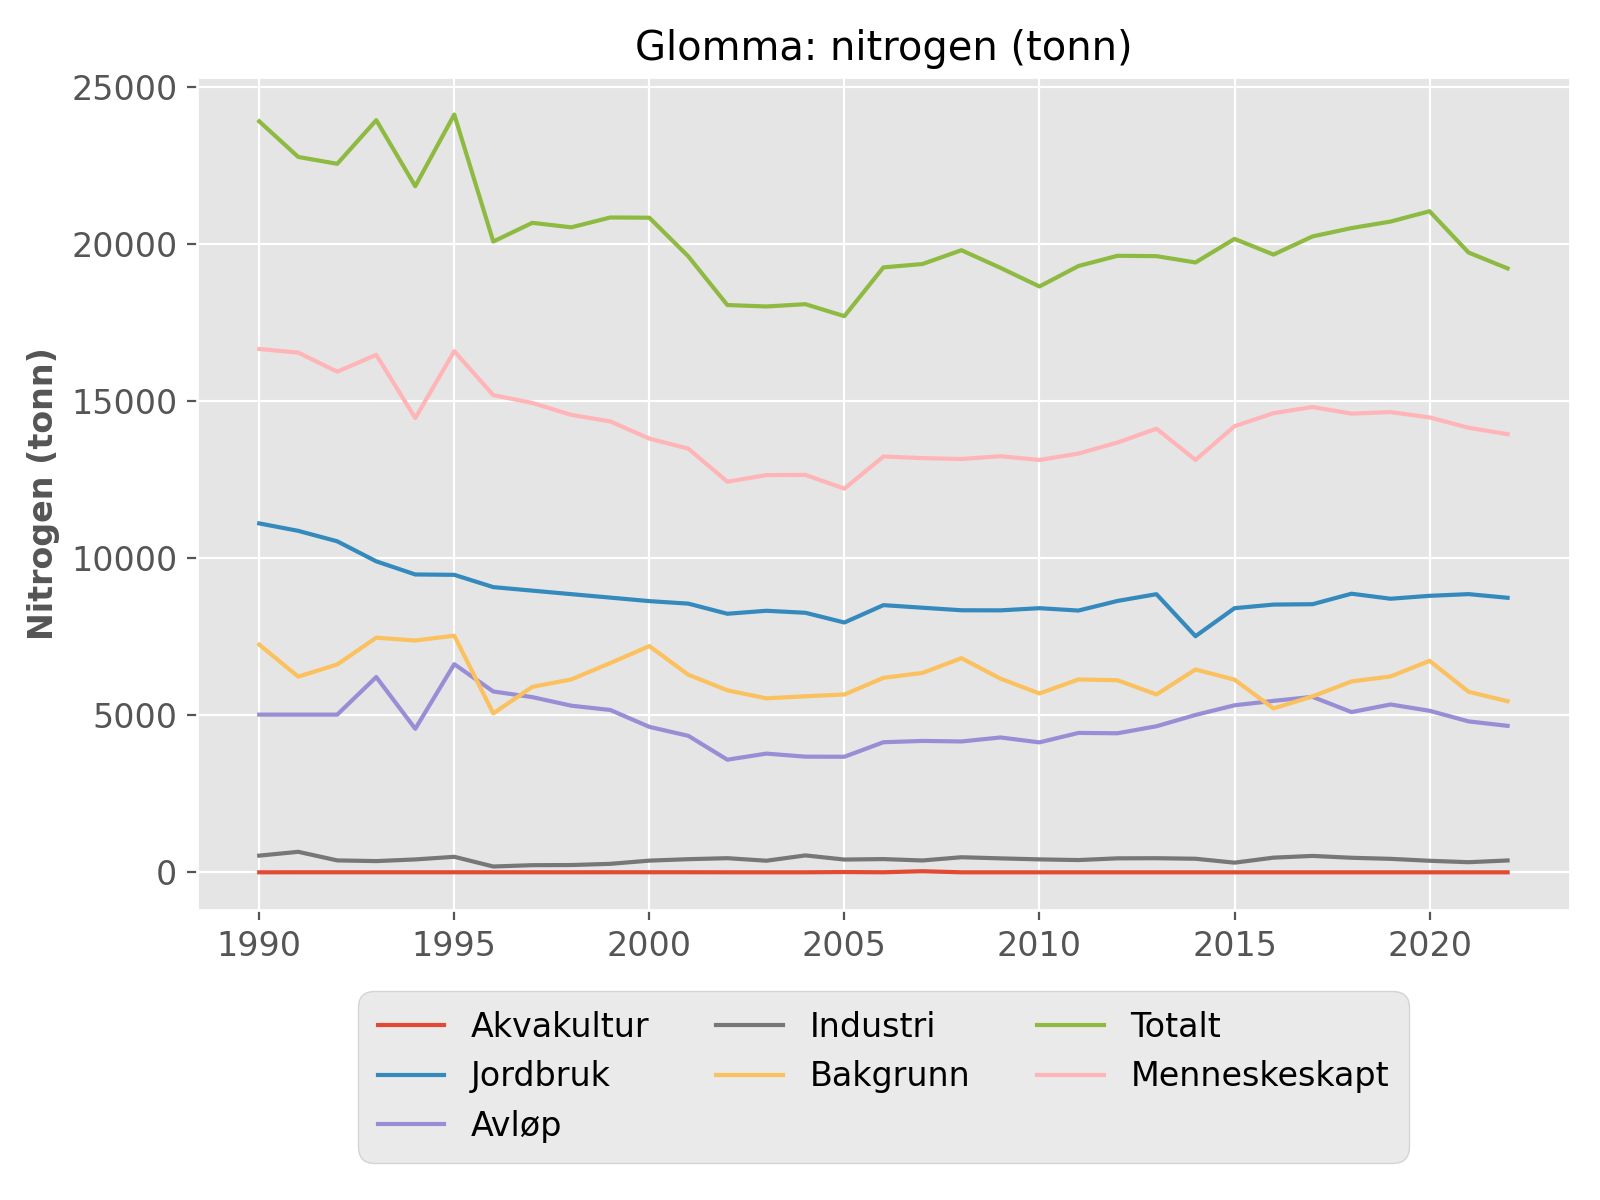 Glomma: nitrogen (tonn)
Nitrogen (tonn)
25000
20000
15000
10000
5000
0
1990 1995 2000 2005 2010 2015 2020
Akvakultur Industri Totalt
Jordbruk Bakgrunn Menneskeskapt
Avløp